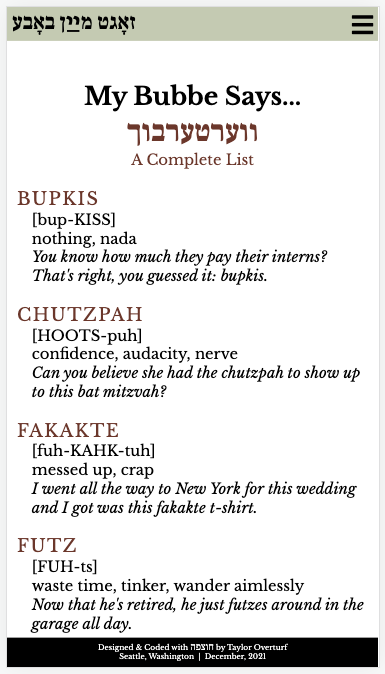 זאָגט מײַן באָבע
My Bubbe Says...
ווערטערבוך
A Complete List
BUPKIS
[bup-KISS]
nothing, nada
You know how much they pay their interns?
That's right, you guessed it: bupkis.
CHUTZPAH
[HOOTS-puh]
confidence, audacity, nerve
Can you believe she had the chutzpah to show up
to this bat mitzvah?
FAKAKTE
[fuh-KAHK-tuh]
messed up, crap
I went all the way to New York for this wedding
and I got was this fakakte t-shirt.
FUTZ
[FUH-ts]
waste time, tinker, wander aimlessly
Now that he's retired, he just futzes around in the
garage all day.
Designed & Coded with חוצפה by Taylor Overturf
Seattle, Washington | December, 2021